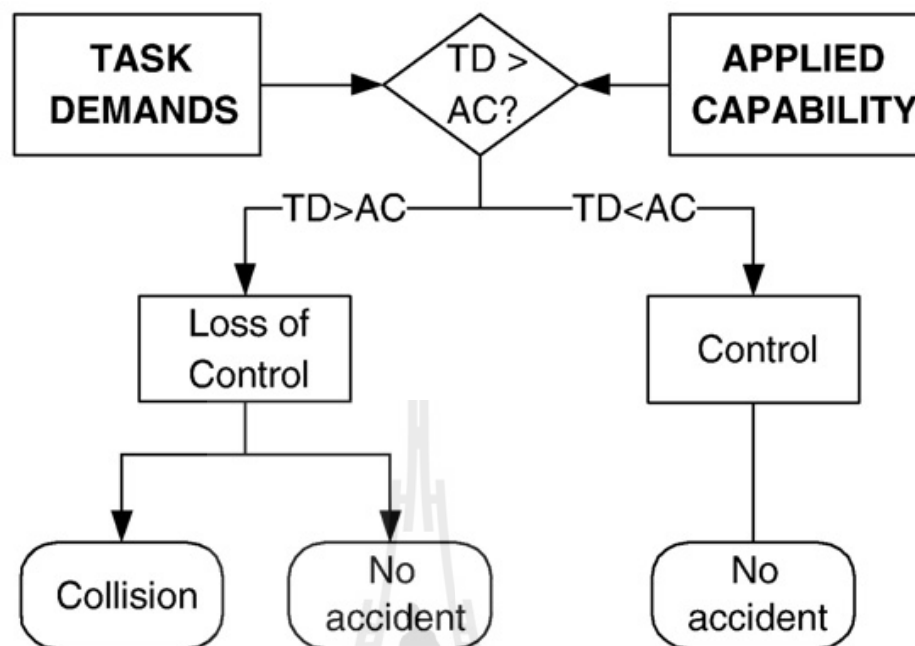 TASK
DEMANDS
TD >
AC?
APPLIED
CAPABILITY
TD>AC
TD<AC
Loss of
Control
Control
Collision
No
accident
No
accident